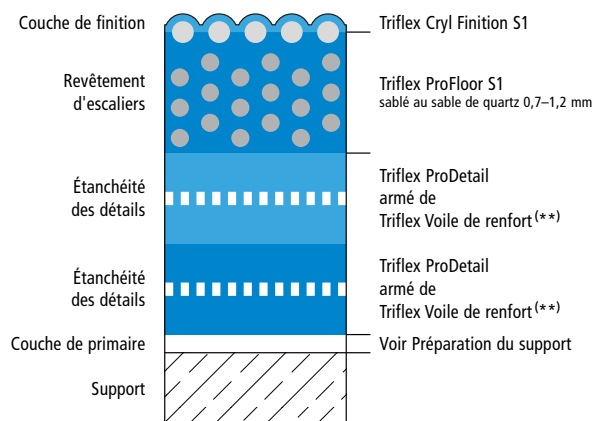 Couche de finition
Triflex Cryl Finition S1
Revêtement
d'escaliers
Triflex ProFloor S1
sablé au sable de quartz 0,7–1,2 mm
Étanchéité
des détails
Triflex ProDetail
armé de
Triflex Voile de renfort (**)
Étanchéité
des détails
Triflex ProDetail
armé de
Triflex Voile de renfort (**)
Couche de primaire
Voir Préparation du support
Support